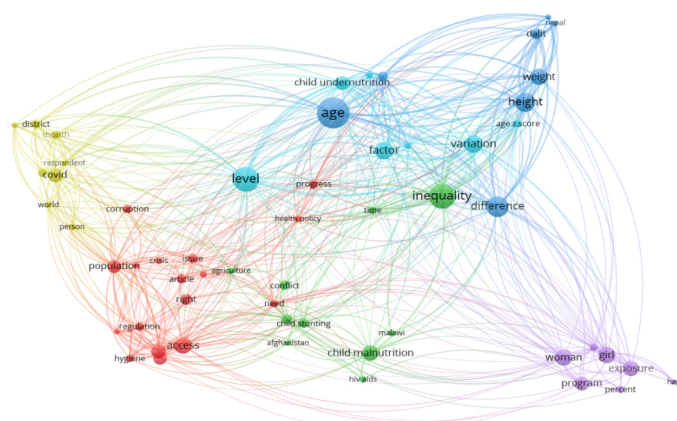 nepal
dalit
weight
child undernutrition
height
age
age z score
district
month
variation
factor
respondent
covid
level
progress
inequality
world
corruption
time
difference
health policy
person
crisis
issue
population
agriculture
article
conflict
right
need
child stunting
regulation
malawi
afghanistan
access
child malnutrition
hygiene
woman
girl
exposure
hiv aids
program
percent